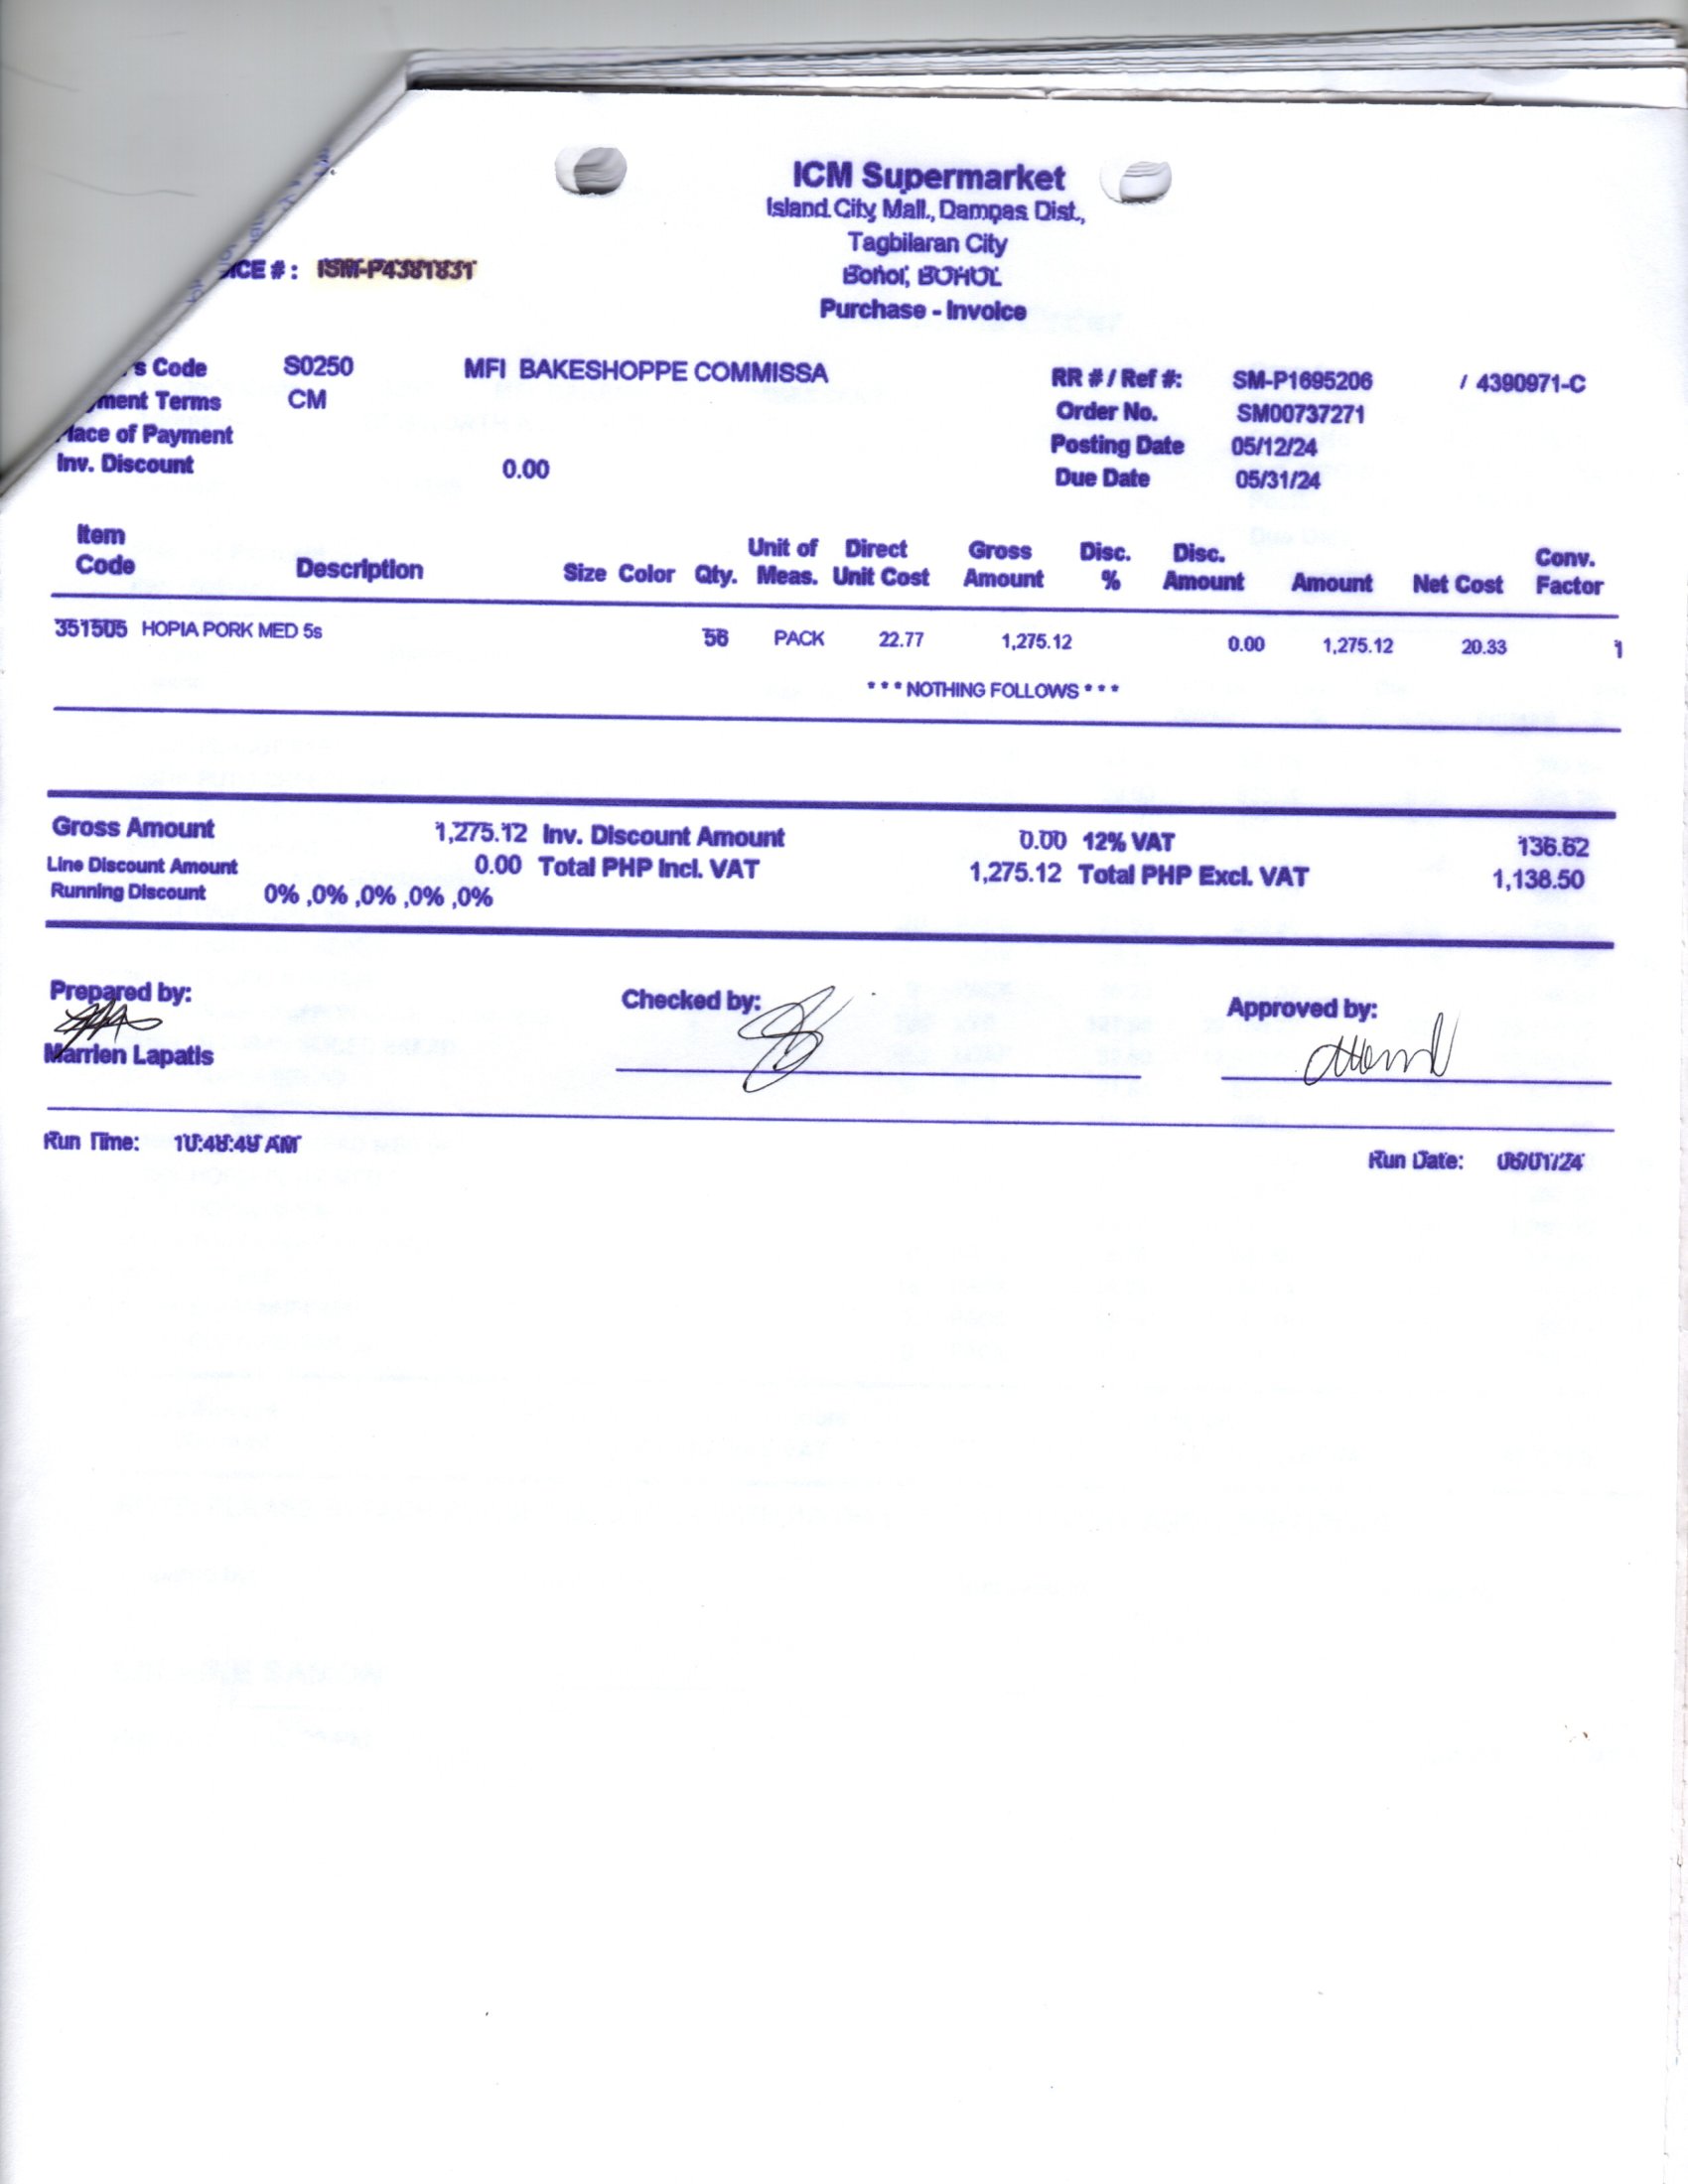 ICM Supermarket
Island City Mall., Dampas Dist.,
Tagbilaran City
Bohol, BOHOL
Purchase - Invoice
ICE # : ISM-P4381831
's Code S0250 MFI BAKESHOPPE COMMISSA
ment Terms CM
Place of Payment
Inv. Discount 0.00
RR # / Ref #: SM-P1695206 / 4390971-C
Order No. SM00737271
Posting Date 05/12/24
Due Date 05/31/24
Item Code Description Size Color Qty. Unit of Meas. Direct Unit Cost Gross Amount Disc. % Disc. Amount Amount Net Cost Conv. Factor
351505 HOPIA PORK MED 5s 56 PACK 22.77 1,275.12 0.00 1,275.12 20.33 1
* * * NOTHING FOLLOWS * * *
Gross Amount 1,275.12 Inv. Discount Amount 0.00 12% VAT 136.62
Line Discount Amount 0.00 Total PHP Incl. VAT 1,275.12 Total PHP Excl. VAT 1,138.50
Running Discount 0% ,0% ,0% ,0% ,0%
Prepared by: Checked by: Approved by:
Marrien Lapatis
Run Time: 10:48:49 AM Run Date: 06/01/24